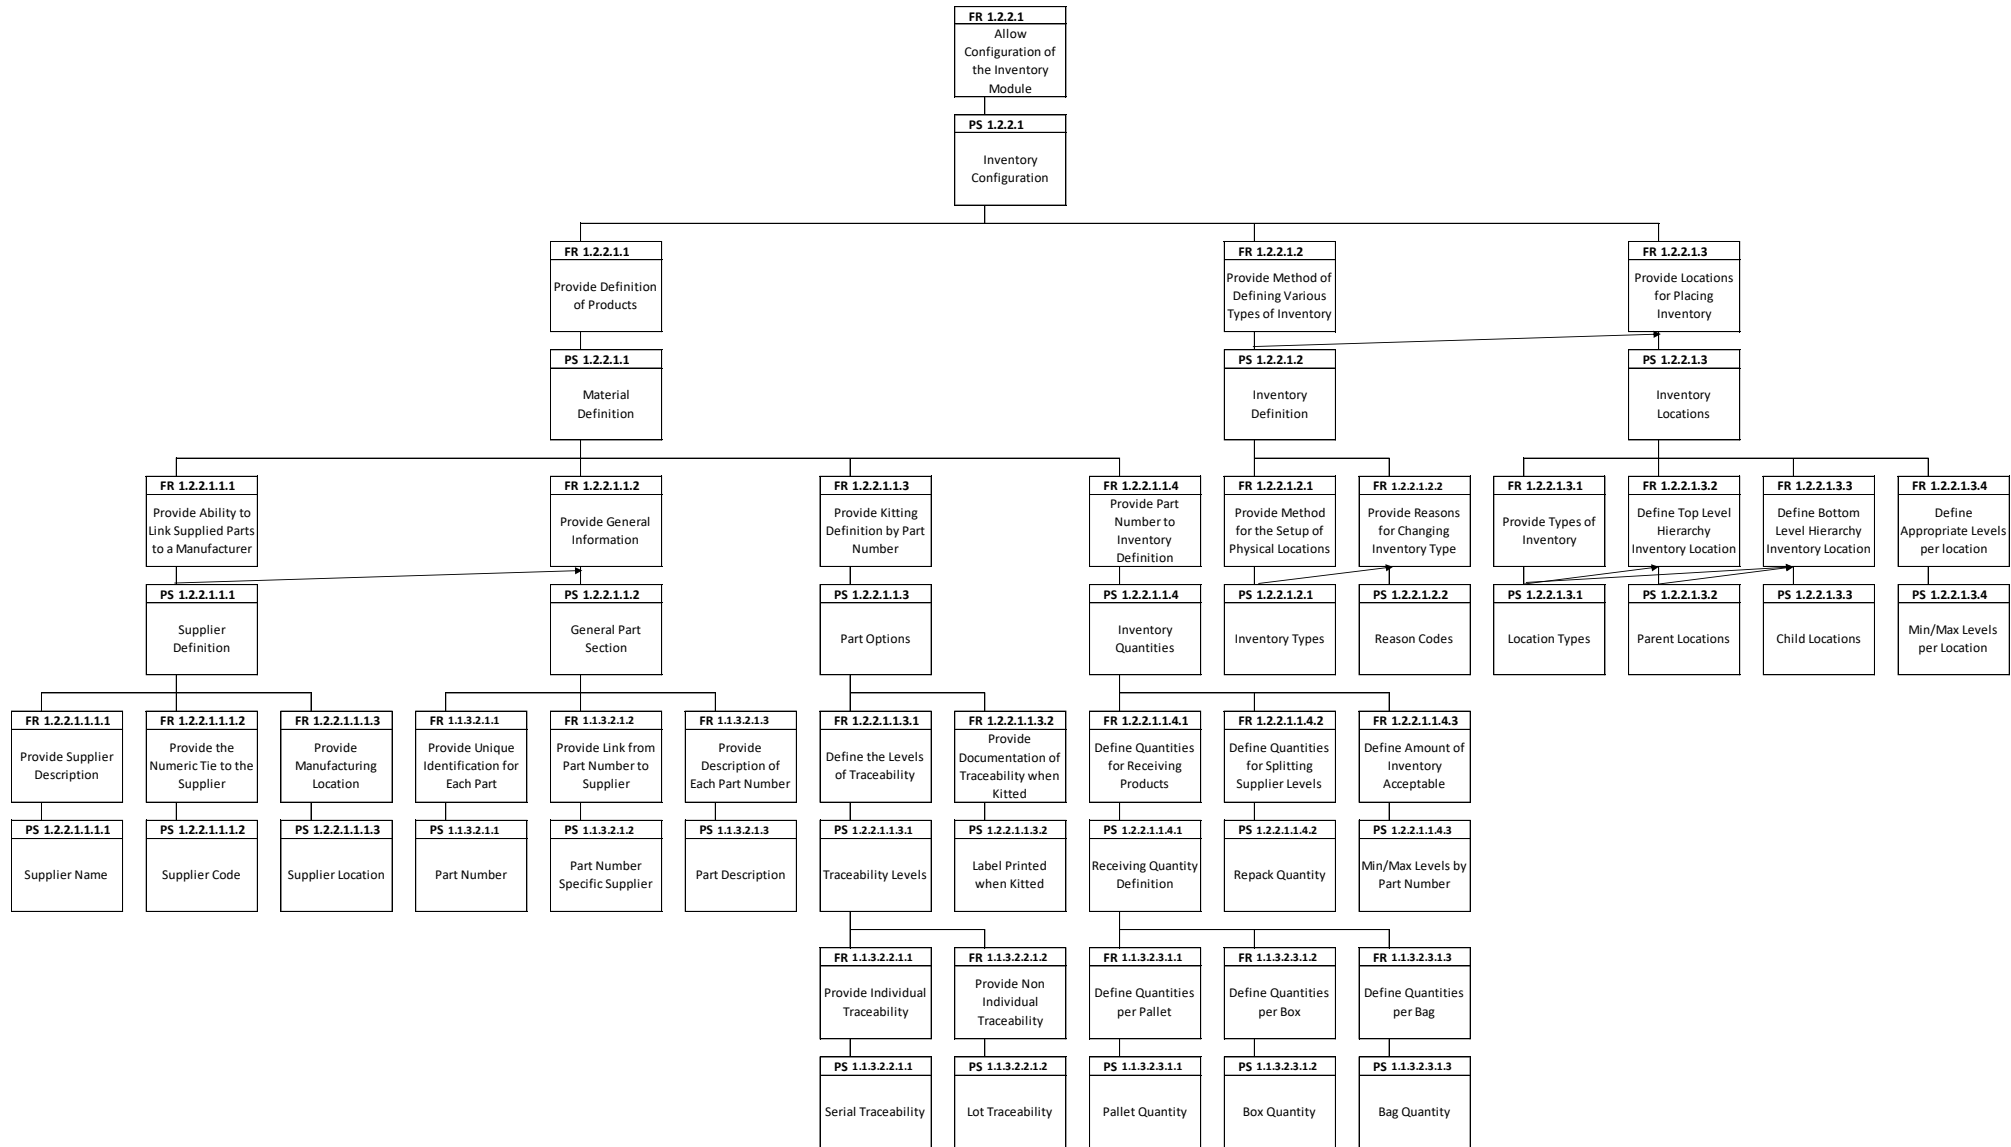 FR 1.2.2.1
Allow
Configuration of
the Inventory
Module
PS 1.2.2.1
Inventory
Configuration
FR 1.2.2.1.1
Provide Definition
of Products
FR 1.2.2.1.2
Provide Method of
Defining Various
Types of Inventory
FR 1.2.2.1.3
Provide Locations
for Placing
Inventory
PS 1.2.2.1.1
Material
Definition
PS 1.2.2.1.2
Inventory
Definition
PS 1.2.2.1.3
Inventory
Locations
FR 1.2.2.1.1.1
Provide Ability to
Link Supplied Parts
to a Manufacturer
FR 1.2.2.1.1.2
Provide General
Information
FR 1.2.2.1.1.3
Provide Kitting
Definition by Part
Number
FR 1.2.2.1.1.4
Provide Part
Number to
Inventory
Definition
FR 1.2.2.1.2.1
Provide Method
for the Setup of
Physical Locations
FR 1.2.2.1.2.2
Provide Reasons
for Changing
Inventory Type
FR 1.2.2.1.3.1
Provide Types of
Inventory
FR 1.2.2.1.3.2
Define Top Level
Hierarchy
Inventory Location
FR 1.2.2.1.3.3
Define Bottom
Level Hierarchy
Inventory Location
FR 1.2.2.1.3.4
Define
Appropriate Levels
per location
PS 1.2.2.1.1.1
Supplier
Definition
PS 1.2.2.1.1.2
General Part
Section
PS 1.2.2.1.1.3
Part Options
PS 1.2.2.1.1.4
Inventory
Quantities
PS 1.2.2.1.2.1
Inventory Types
PS 1.2.2.1.2.2
Reason Codes
PS 1.2.2.1.3.1
Location Types
PS 1.2.2.1.3.2
Parent Locations
PS 1.2.2.1.3.3
Child Locations
PS 1.2.2.1.3.4
Min/Max Levels
per Location
FR 1.2.2.1.1.1.1
Provide Supplier
Description
FR 1.2.2.1.1.1.2
Provide the
Numeric Tie to the
Supplier
FR 1.2.2.1.1.1.3
Provide
Manufacturing
Location
FR 1.1.3.2.1.1
Provide Unique
Identification for
Each Part
FR 1.1.3.2.1.2
Provide Link from
Part Number to
Supplier
FR 1.1.3.2.1.3
Provide
Description of
Each Part Number
FR 1.2.2.1.1.3.1
Define the Levels
of Traceability
FR 1.2.2.1.1.3.2
Provide
Documentation of
Traceability when
Kitted
FR 1.2.2.1.1.4.1
Define Quantities
for Receiving
Products
FR 1.2.2.1.1.4.2
Define Quantities
for Splitting
Supplier Levels
FR 1.2.2.1.1.4.3
Define Amount of
Inventory
Acceptable
PS 1.2.2.1.1.1.1
Supplier Name
PS 1.2.2.1.1.1.2
Supplier Code
PS 1.2.2.1.1.1.3
Supplier Location
PS 1.1.3.2.1.1
Part Number
PS 1.1.3.2.1.2
Part Number
Specific Supplier
PS 1.1.3.2.1.3
Part Description
PS 1.2.2.1.1.3.1
Traceability Levels
PS 1.2.2.1.1.3.2
Label Printed
when Kitted
PS 1.2.2.1.1.4.1
Receiving Quantity
Definition
PS 1.2.2.1.1.4.2
Repack Quantity
PS 1.2.2.1.1.4.3
Min/Max Levels by
Part Number
FR 1.1.3.2.2.1.1
Provide Individual
Traceability
FR 1.1.3.2.2.1.2
Provide Non
Individual
Traceability
FR 1.1.3.2.3.1.1
Define Quantities
per Pallet
FR 1.1.3.2.3.1.2
Define Quantities
per Box
FR 1.1.3.2.3.1.3
Define Quantities
per Bag
PS 1.1.3.2.2.1.1
Serial Traceability
PS 1.1.3.2.2.1.2
Lot Traceability
PS 1.1.3.2.3.1.1
Pallet Quantity
PS 1.1.3.2.3.1.2
Box Quantity
PS 1.1.3.2.3.1.3
Bag Quantity